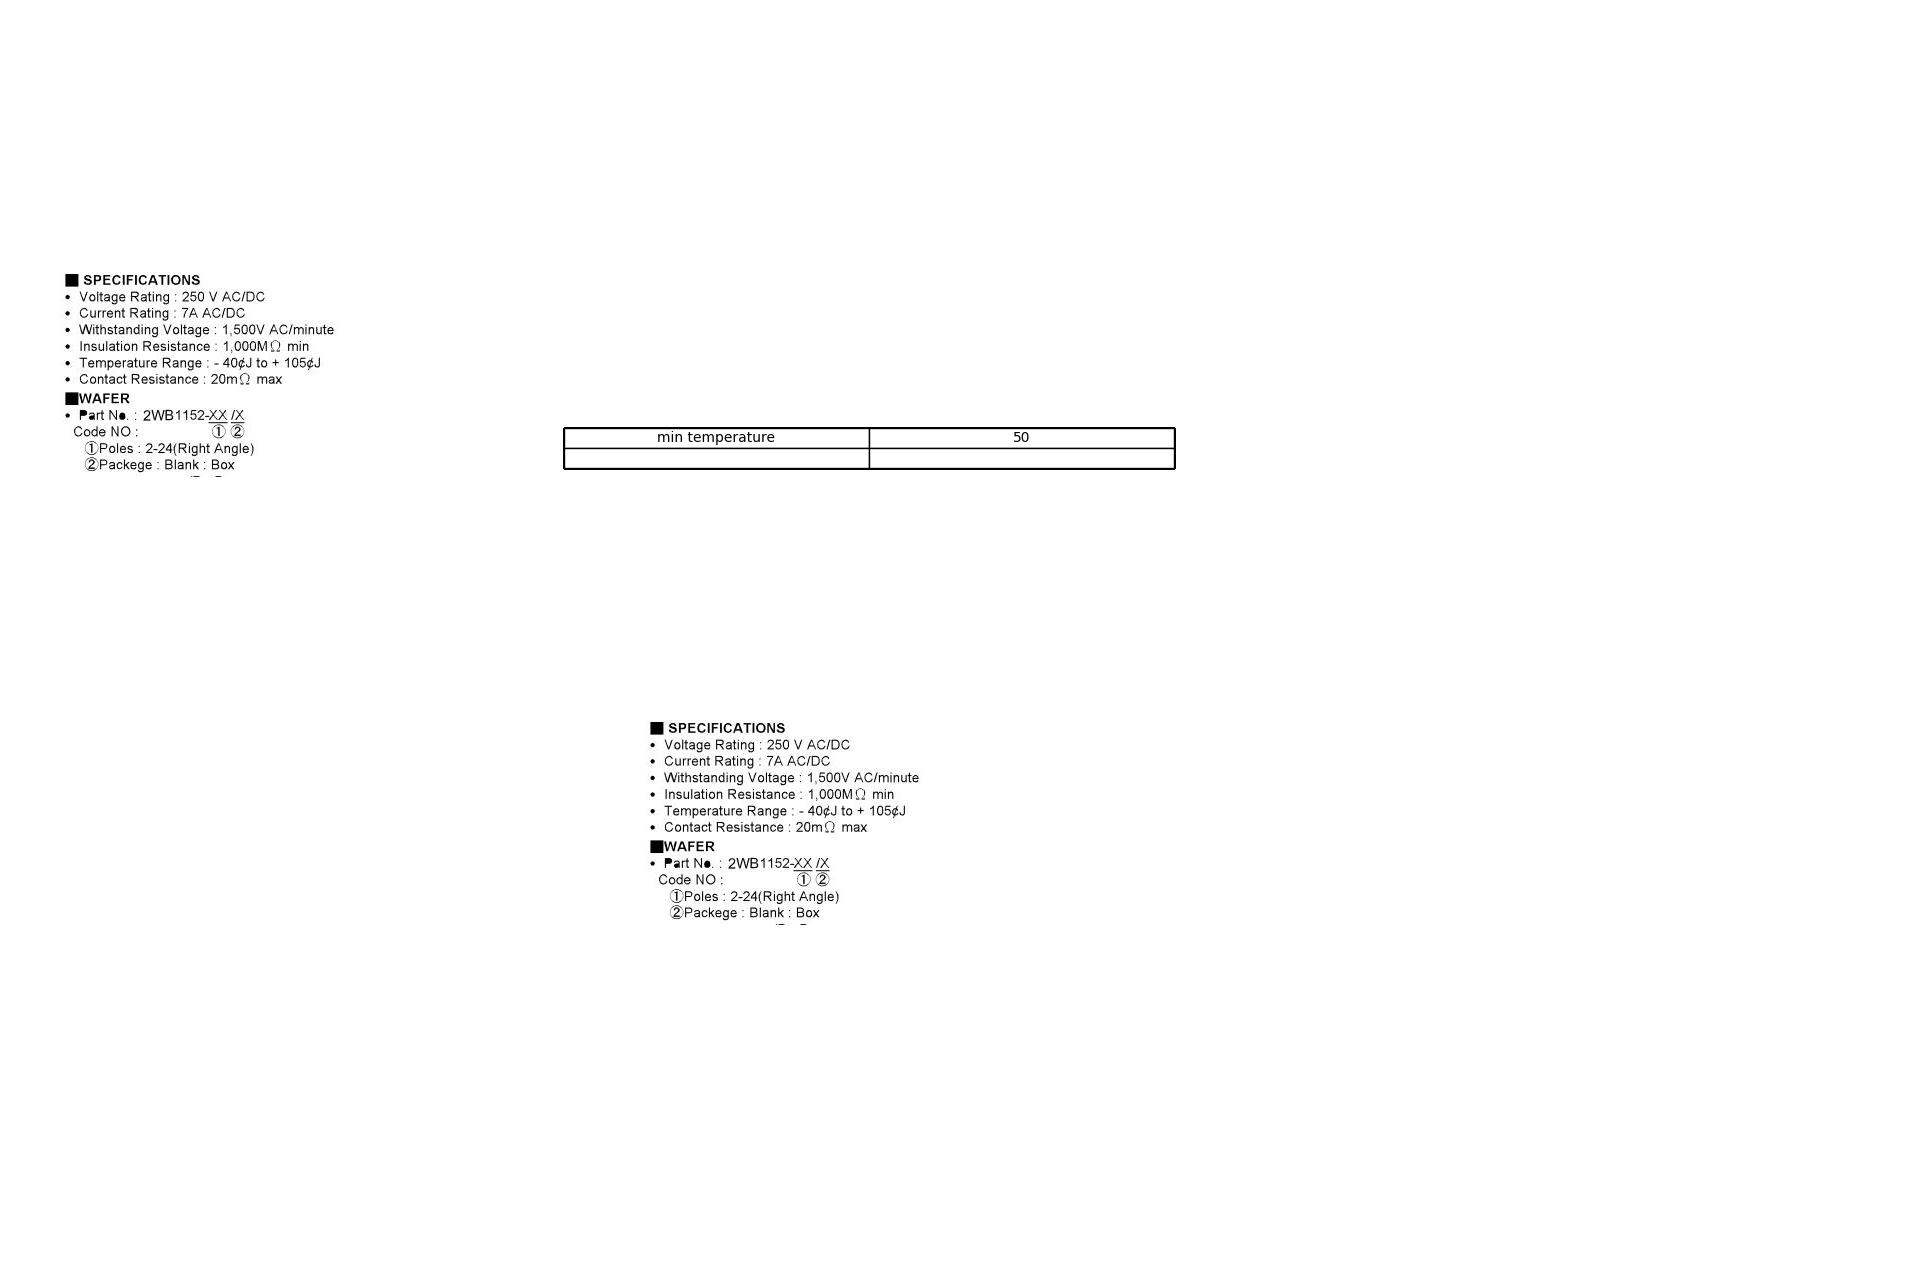 ■ SPECIFICATIONS
• Voltage Rating : 250 V AC/DC
• Current Rating : 7A AC/DC
• Withstanding Voltage : 1,500V AC/minute
• Insulation Resistance : 1,000MΩ min
• Temperature Range : - 40¢J to + 105¢J
• Contact Resistance : 20mΩ max
■WAFER
• Part No. : 2WB1152-XX /X
Code NO : ① ②
①Poles : 2-24(Right Angle)
②Packege : Blank : Box
min temperature 50
■ SPECIFICATIONS
• Voltage Rating : 250 V AC/DC
• Current Rating : 7A AC/DC
• Withstanding Voltage : 1,500V AC/minute
• Insulation Resistance : 1,000MΩ min
• Temperature Range : - 40¢J to + 105¢J
• Contact Resistance : 20mΩ max
■WAFER
• Part No. : 2WB1152-XX /X
Code NO : ① ②
①Poles : 2-24(Right Angle)
②Packege : Blank : Box